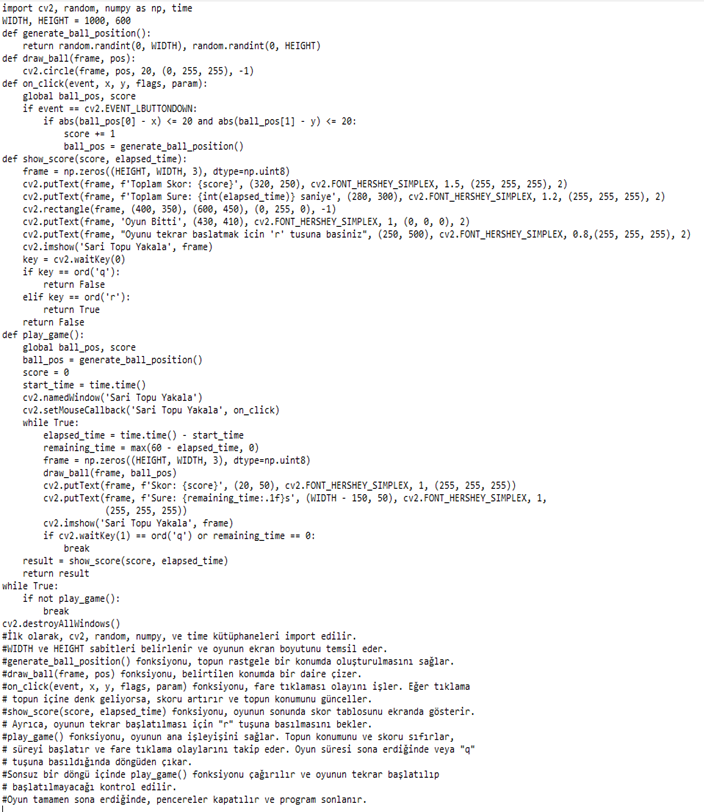 import cv2, random, numpy as np, time
WIDTH, HEIGHT = 1000, 600
def generate_ball_position():
    return random.randint(0, WIDTH), random.randint(0, HEIGHT)
def draw_ball(frame, pos):
    cv2.circle(frame, pos, 20, (0, 255, 255), -1)
def on_click(event, x, y, flags, param):
    global ball_pos, score
    if event == cv2.EVENT_LBUTTONDOWN:
        if abs(ball_pos[0] - x) <= 20 and abs(ball_pos[1] - y) <= 20:
            score += 1
            ball_pos = generate_ball_position()
def show_score(score, elapsed_time):
    frame = np.zeros((HEIGHT, WIDTH, 3), dtype=np.uint8)
    cv2.putText(frame, f'Toplam Skor: {score}', (320, 250), cv2.FONT_HERSHEY_SIMPLEX, 1.5, (255, 255, 255), 2)
    cv2.putText(frame, f'Toplam Sure: {int(elapsed_time)} saniye', (280, 300), cv2.FONT_HERSHEY_SIMPLEX, 1.2, (255, 255, 255), 2)
    cv2.rectangle(frame, (400, 350), (600, 450), (0, 255, 0), -1)
    cv2.putText(frame, 'Oyun Bitti', (430, 410), cv2.FONT_HERSHEY_SIMPLEX, 1, (0, 0, 0), 2)
    cv2.putText(frame, "Oyunu tekrar baslatmak icin 'r' tusuna basiniz", (250, 500), cv2.FONT_HERSHEY_SIMPLEX, 0.8,(255, 255, 255), 2)
    cv2.imshow('Sari Topu Yakala', frame)
    key = cv2.waitKey(0)
    if key == ord('q'):
        return False
    elif key == ord('r'):
        return True
    return False
def play_game():
    global ball_pos, score
    ball_pos = generate_ball_position()
    score = 0
    start_time = time.time()
    cv2.namedWindow('Sari Topu Yakala')
    cv2.setMouseCallback('Sari Topu Yakala', on_click)
    while True:
        elapsed_time = time.time() - start_time
        remaining_time = max(60 - elapsed_time, 0)
        frame = np.zeros((HEIGHT, WIDTH, 3), dtype=np.uint8)
        draw_ball(frame, ball_pos)
        cv2.putText(frame, f'Skor: {score}', (20, 50), cv2.FONT_HERSHEY_SIMPLEX, 1, (255, 255, 255))
        cv2.putText(frame, f'Sure: {remaining_time:.1f}s', (WIDTH - 150, 50), cv2.FONT_HERSHEY_SIMPLEX, 1,
                    (255, 255, 255))
        cv2.imshow('Sari Topu Yakala', frame)
        if cv2.waitKey(1) == ord('q') or remaining_time == 0:
            break
    result = show_score(score, elapsed_time)
    return result
while True:
    if not play_game():
        break
cv2.destroyAllWindows()
#İlk olarak, cv2, random, numpy, ve time kütüphaneleri import edilir.
#WIDTH ve HEIGHT sabitleri belirlenir ve oyunun ekran boyutunu temsil eder.
#generate_ball_position() fonksiyonu, topun rastgele bir konumda oluşturulmasını sağlar.
#draw_ball(frame, pos) fonksiyonu, belirtilen konumda bir daire çizer.
#on_click(event, x, y, flags, param) fonksiyonu, fare tıklaması olayını işler. Eğer tıklama
# topun içine denk geliyorsa, skoru artırır ve topun konumunu günceller.
#show_score(score, elapsed_time) fonksiyonu, oyunun sonunda skor tablosunu ekranda gösterir.
# Ayrıca, oyunun tekrar başlatılması için "r" tuşuna basılmasını bekler.
#play_game() fonksiyonu, oyunun ana işleyişini sağlar. Topun konumunu ve skoru sıfırlar,
# süreyi başlatır ve fare tıklama olaylarını takip eder. Oyun süresi sona erdiğinde veya "q"
# tuşuna basıldığında döngüden çıkar.
#Sonsuz bir döngü içinde play_game() fonksiyonu çağırılır ve oyunun tekrar başlatılıp
# başlatılmayacağı kontrol edilir.
#Oyun tamamen sona erdiğinde, pencereler kapatılır ve program sonlanır.